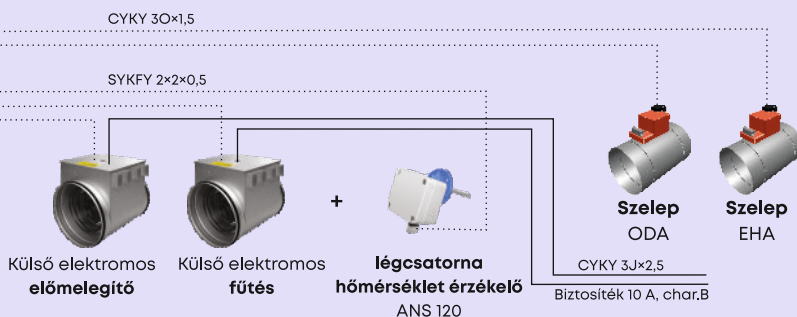 CYKY 3O×1,5
SYKFY 2×2×0,5
Külső elektromos
előmelegítő
Külső elektromos
fűtés
+
légcsatorna
hőmérséklet érzékelő
ANS 120
Szelep
ODA
Szelep
EHA
CYKY 3J×2,5
Biztosíték 10 A, char.B